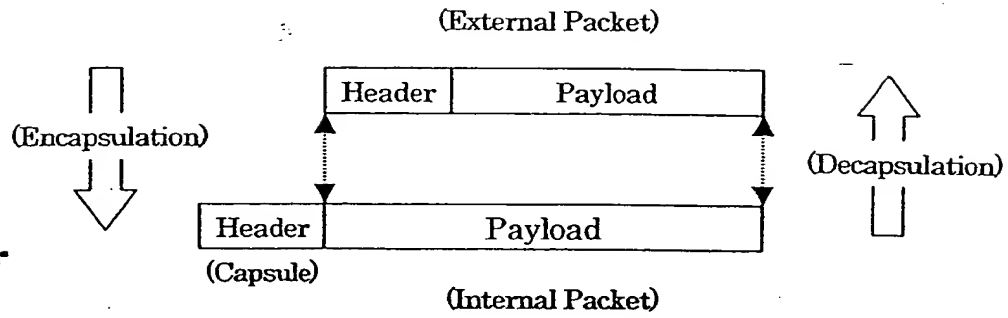 (External Packet)
Header Payload
(Encapsulation)
(Decapsulation)
Header Payload
(Capsule)
(Internal Packet)